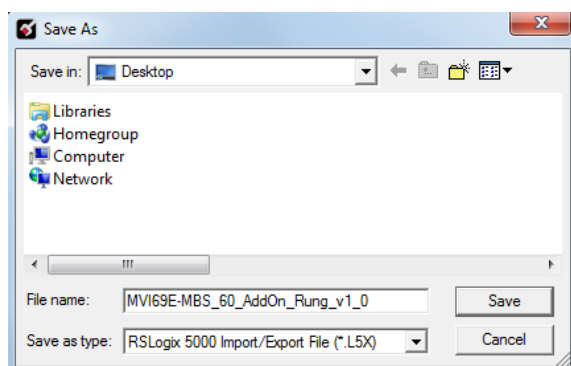 Save As
Save in: Desktop
Libraries
Homegroup
Computer
Network
File name: MVI69E-MBS_60_AddOn_Rung_v1_0 Save
Save as type: RSLogix 5000 Import/Export File (*.L5X) Cancel